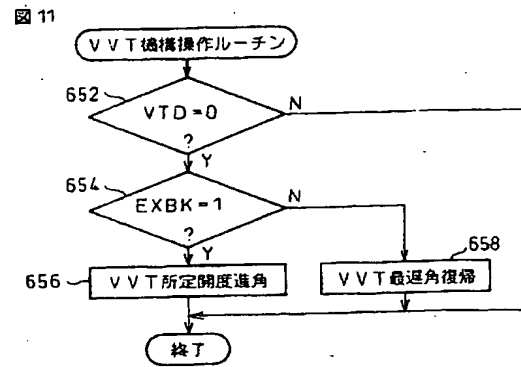 図11
VVT機構操作ルーチン
652
VTD=0
?
N
Y
654
EXBK=1
?
N
Y
658
656
VVT所定開度進角
VVT最遅角復帰
終了